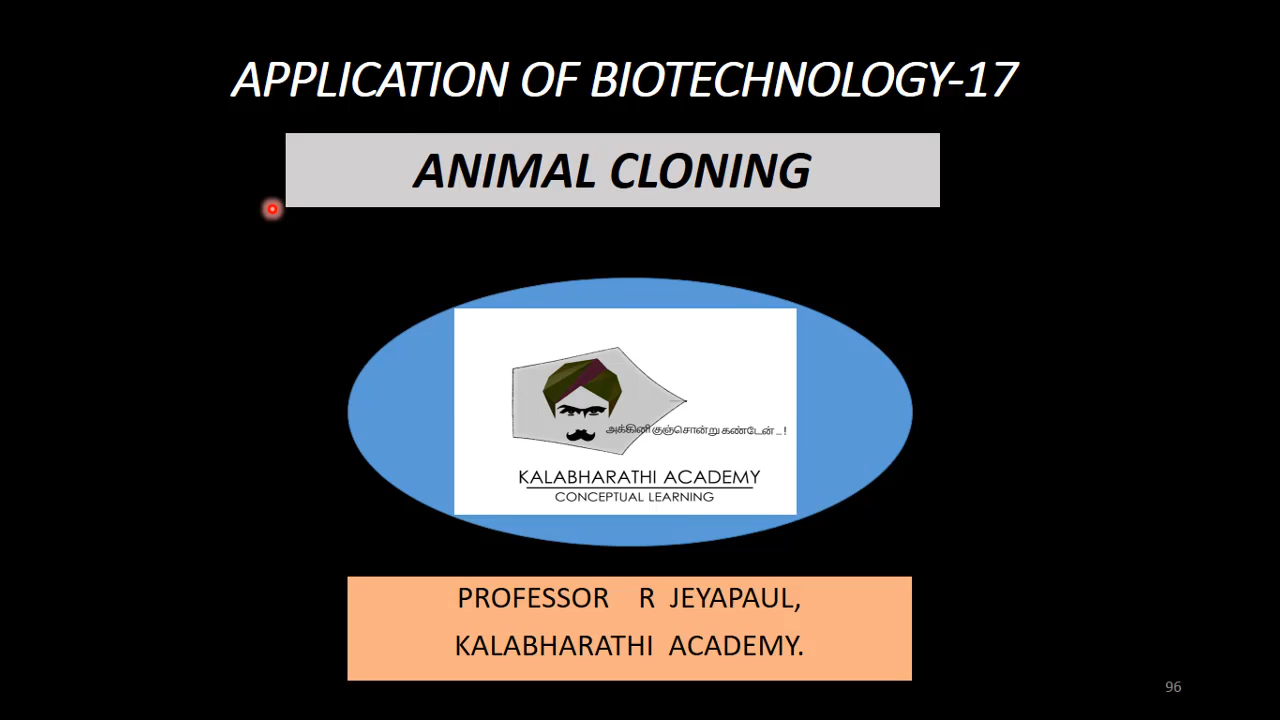 APPLICATION OF BIOTECHNOLOGY-17
ANIMAL CLONING
அக்கினி குஞ்சொன்று கண்டேன் ...!
KALABHARATHI ACADEMY
CONCEPTUAL LEARNING
PROFESSOR R JEYAPAUL,
KALABHARATHI ACADEMY.
96